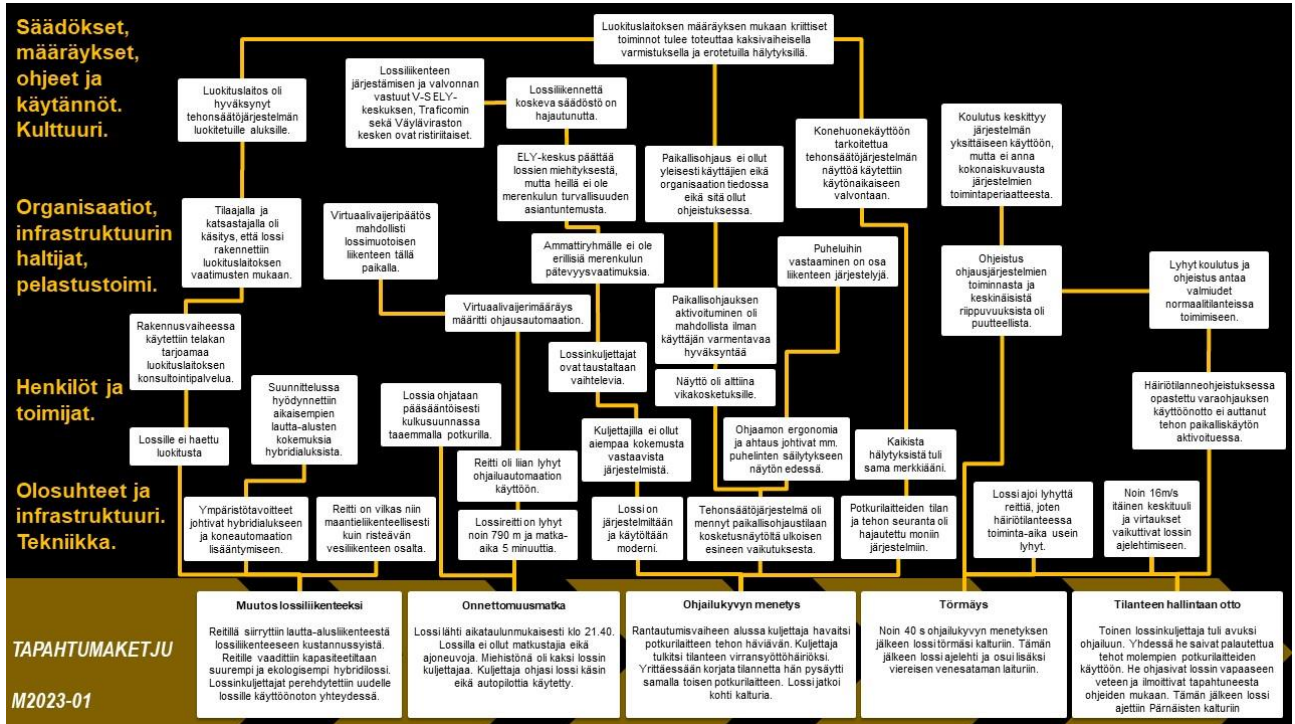 Säädökset,
määräykset,
ohjeet ja
käytännöt.
Kulttuuri.
Luokituslaitoksen määräyksen mukaan kriittiset
toiminnot tulee toteuttaa kaksivaiheisella
varmistuksella ja erotetuilla hälytyksillä.
Luokituslaitos oli
hyväksynyt
tehonsäätöjärjestelmän
luokitetuille aluksille.
Lossiliikenteen
järjestämisen ja valvonnan
vastuut V-S ELY-
keskuksen, Traficomin
sekä Väyläviraston
kesken ovat ristiriitaiset.
Lossiliikennettä
koskeva säädöstö on
hajautunutta.
Konehuonekäyttöön
tarkoitettua
tehonsäätöjärjestelmän
näyttöä käytettiin
käytönaikaiseen
valvontaan.
Koulutus keskittyy
järjestelmän
yksittäiseen käyttöön,
mutta ei anna
kokonaiskuvausta
järjestelmien
toimintaperiaatteesta.
ELY-keskus päättää
lossien miehityksestä,
mutta heillä ei ole
merenkulun turvallisuuden
asiantuntemusta.
Paikallisohjaus ei ollut
yleisesti käyttäjien eikä
organisaation tiedossa
eikä sitä ollut
ohjeistuksessa.
Organisaatiot,
infrastruktuurin
haltijat,
pelastustoimi.
Tilaajalla ja
katsastajalla oli
käsitys, että lossi
rakennettiin
luokituslaitoksen
vaatimusten mukaan.
Virtuaalivaijeripäätös
mahdollisti
lossimuotoisen
liikenteen tällä
paikalla.
Ammattiryhmälle ei ole
erillisiä merenkulun
pätevyysvaatimuksia.
Puheluihin
vastaaminen on osa
liikenteen järjestelyjä.
Ohjeistus
ohjausjärjestelmien
toiminnasta ja
keskinäisistä
riippuvuuksista oli
puutteellista.
Lyhyt koulutus ja
ohjeistus antaa
valmiudet
normaalitilanteissa
toimimiseen.
Virtuaalivaijerimääräys
määritti ohjausautomation.
Paikallisohjauksen
aktivoituminen oli
mahdollista ilman
käyttäjän varmentavaa
hyväksyntää
Rakennusvaiheessa
käytettiin telakan
tarjoamaa
luokituslaitoksen
konsultointipalvelua.
Lossinkuljettajat
ovat taustaltaan
vaihtelevia.
Henkilöt ja
toimijat.
Suunnittelussa
hyödynnettiin
aikaisempien
lautta-alusten
kokemuksia
hybridialuksista.
Lossia ohjataan
pääsääntöisesti
kulkusuunnassa
taaemmalla potkurilla.
Näyttö oli alttiina
vikakosketuksille.
Häiriötilanneohjeistuksessa
opastettu varaohjauksen
käyttöönotto ei auttanut
tehon paikalliskäytön
aktivoituessa.
Lossille ei haettu
luokitusta
Kuljettajilla ei ollut
aiempaa kokemusta
vastaavista
järjestelmistä.
Ohjaamon ergonomia
ja ahtaus johtivat mm.
puhelinten säilytykseen
näytön edessä.
Kaikista
hälytyksistä tuli
sama merkkiääni.
Reitti oli liian lyhyt
ohjailuautomation
käyttöön.
Olosuhteet ja
infrastruktuuri.
Tekniikka.
Ympäristötavoitteet
johtivat hybridialukseen
ja koneautomation
lisääntymiseen.
Reitti on vilkas niin
maantieliikenteellisesti
kuin risteävän
vesiliikenteen osalta.
Lossireitti on lyhyt
noin 790 m ja matka-
aika 5 minuuttia.
Lossi on
järjestelmiltään
ja käytöltään
moderni.
Tehonsäätöjärjestelmä oli
mennyt paikallisohjaustilaan
kosketusnäytöltä ulkoisen
esineen vaikutuksesta.
Potkurilaitteiden tilan
ja tehon seuranta oli
hajautettu moniin
järjestelmiin.
Lossi ajoi lyhyttä
reittiä, joten
häiriötilanteessa
toiminta-aika usein
lyhyt.
Noin 16m/s
itäinen keskituuli
ja virtaukset
vaikuttivat lossin
ajelehtimiseen.
TAPAHTUMAKETJU
M2023-01
Muutos lossiliikenteeksi
Reitillä siirryttiin lautta-alusliikenteestä
lossiliikenteeseen kustannussyistä.
Reitille vaadittiin kapasiteetiltaan
suurempi ja ekologisempi hybridilossi.
Lossinkuljettajat perehdytettiin uudelle
lossille käyttöönoton yhteydessä.
Onnettomuusmatka
Lossi lähti aikataulunmukaisesti klo 21.40.
Lossilla ei ollut matkustajia eikä
ajoneuvoja. Miehistönä oli kaksi lossin
kuljettajaa. Kuljettaja ohjasi lossi käsin
eikä autopilottia käytetty.
Ohjailukyvyn menetys
Rantautumisvaiheen alussa kuljettaja havaitsi
potkurilaitteen tehon häviävän. Kuljettaja
tulkitsi tilanteen virransyöttöhäiriöksi.
Yrittäessään korjata tilannetta hän pysäytti
samalla toisen potkurilaitteen. Lossi jatkoi
kohti kalturia.
Törmäys
Noin 40 s ohjailukyvyn menetyksen
jälkeen lossi törmäsi kalturiin. Tämän
jälkeen lossi ajelehti ja osui lisäksi
viereisen venesataman laituriin.
Tilanteen hallintaan otto
Toinen lossinkuljettaja tuli avuksi
ohjailuun. Yhdessä he saivat palautettua
tehot molempien potkurilaitteiden
käyttöön. He ohjasivat lossin vapaaseen
veteen ja ilmoittivat tapahtuneesta
ohjeiden mukaan. Tämän jälkeen lossi
ajettiin Pärnäisten kalturiin